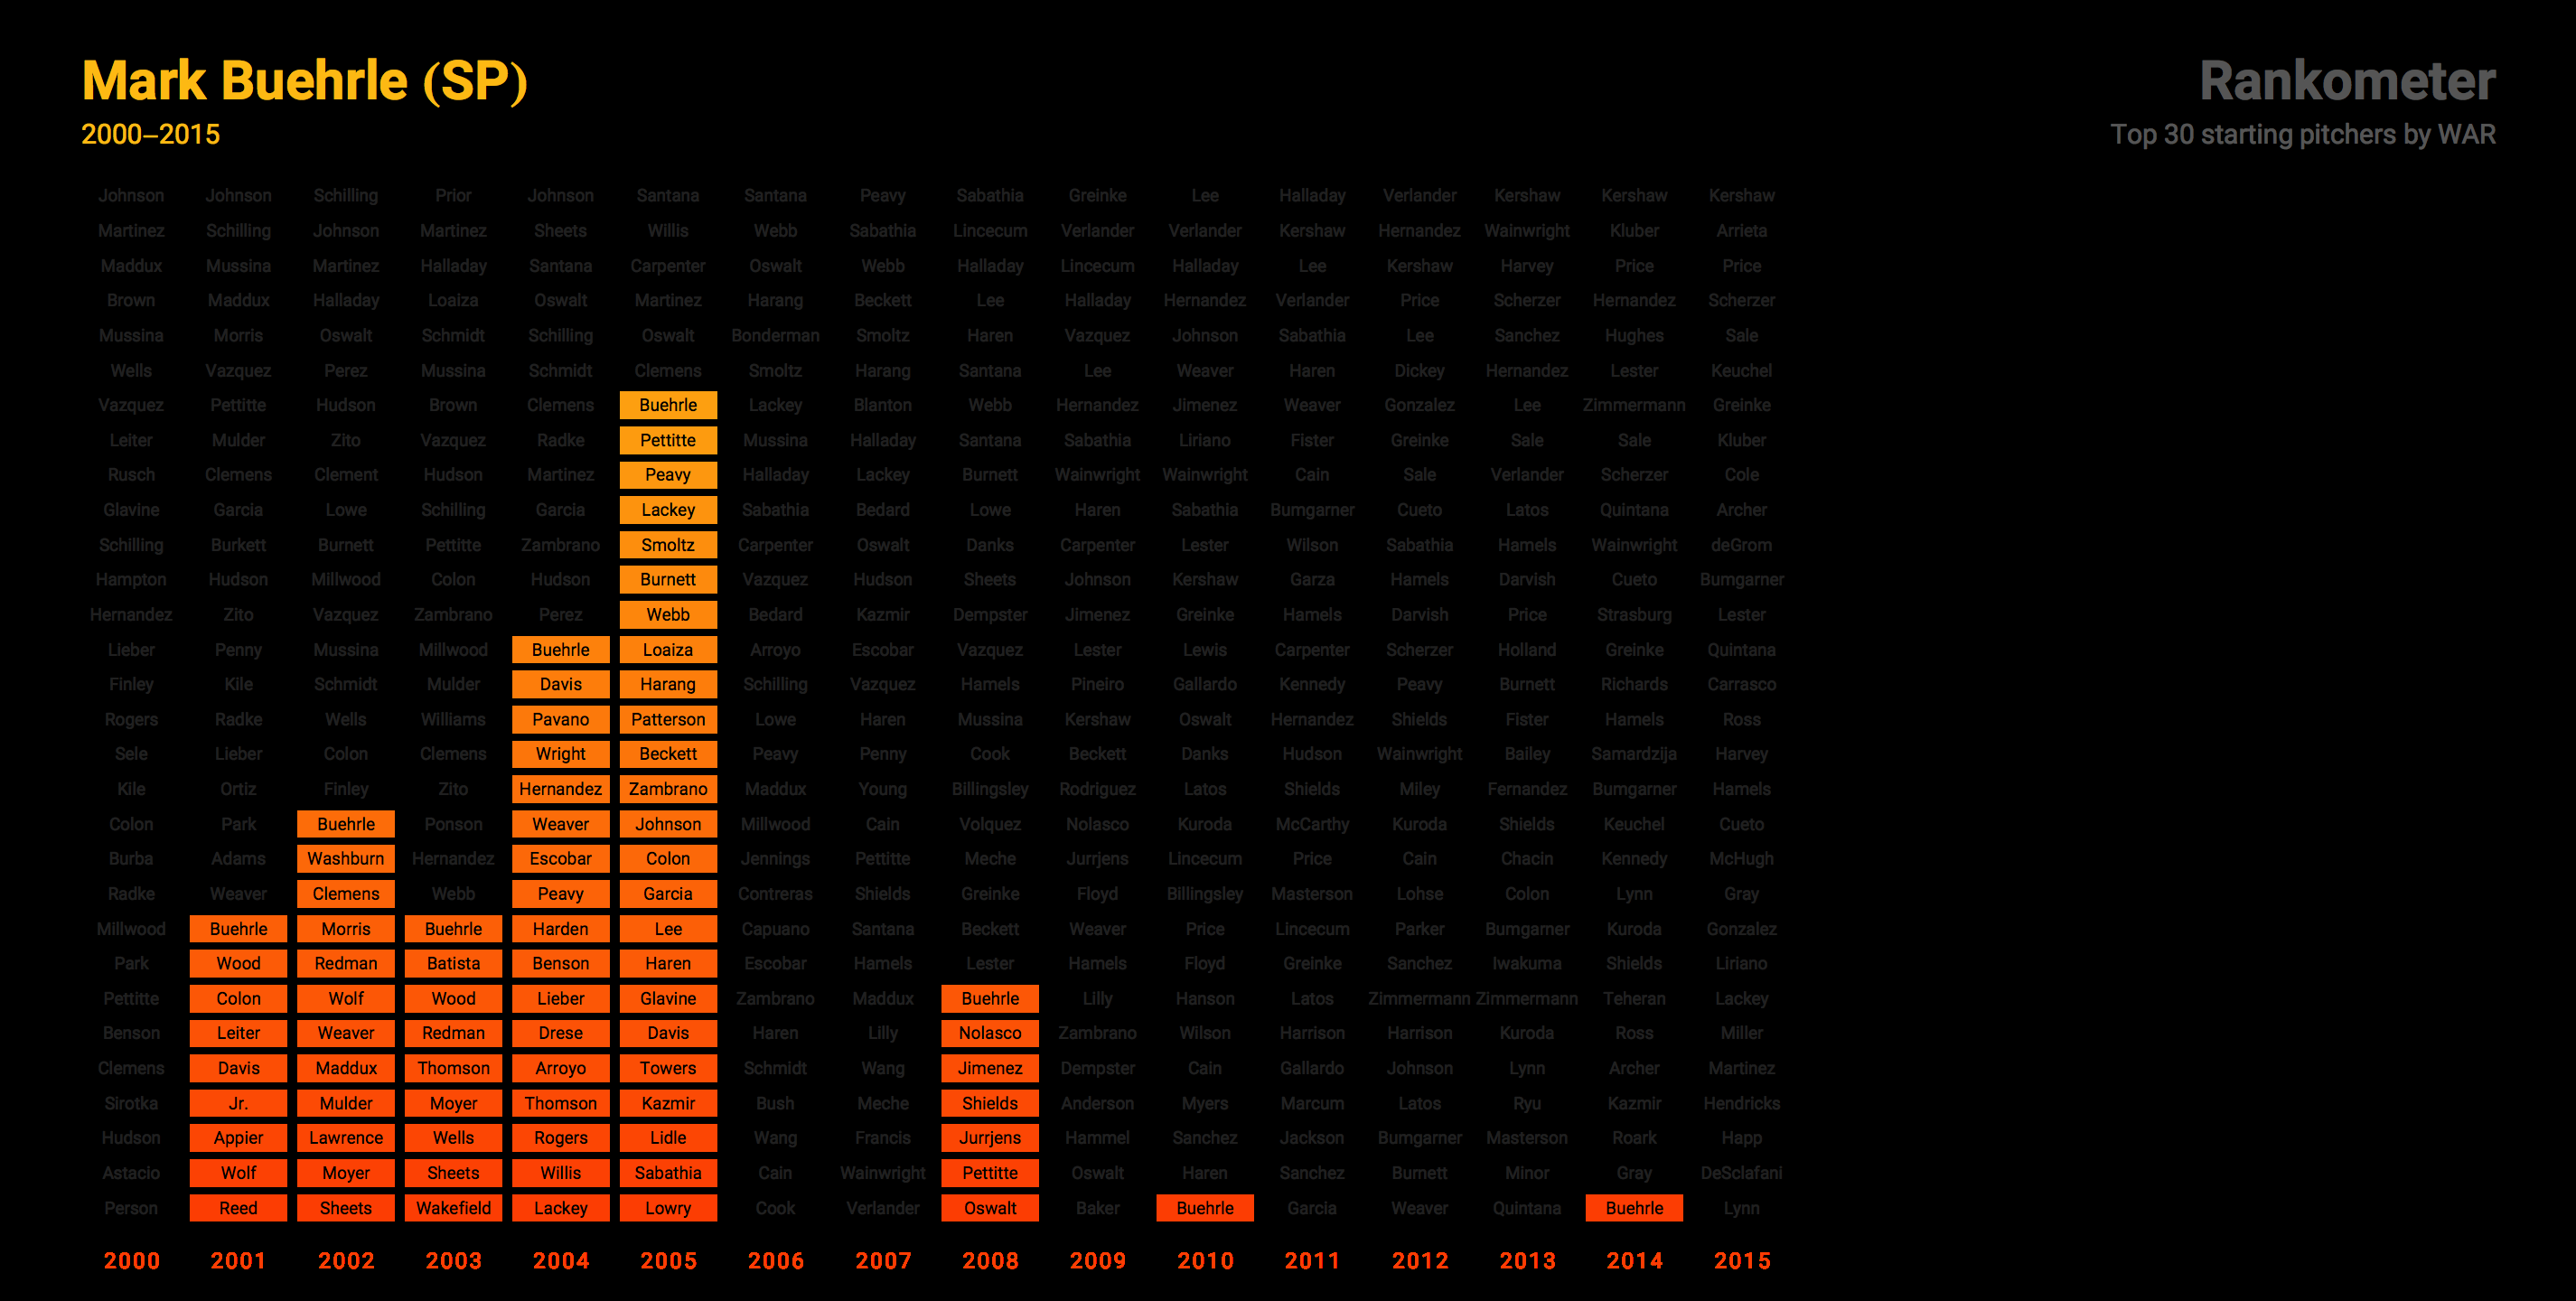 Mark Buehrle (SP)
2000–2015
Rankometer
Top 30 starting pitchers by WAR
Johnson Johnson Schilling Prior Johnson Santana Santana Peavy Sabathia Greinke Lee Halladay Verlander Kershaw Kershaw Kershaw
Martinez Schilling Johnson Martinez Sheets Willis Webb Sabathia Lincecum Verlander Verlander Kershaw Hernandez Wainwright Kluber Arrieta
Maddux Mussina Martinez Halladay Santana Carpenter Oswalt Webb Halladay Lincecum Halladay Lee Kershaw Harvey Price Price
Brown Maddux Halladay Loaiza Oswalt Martinez Harang Beckett Lee Halladay Hernandez Verlander Price Scherzer Hernandez Scherzer
Mussina Morris Oswalt Schmidt Schilling Oswalt Bonderman Smoltz Haren Vazquez Johnson Sabathia Lee Sanchez Hughes Sale
Wells Vazquez Perez Mussina Schmidt Clemens Smoltz Harang Santana Lee Weaver Haren Dickey Hernandez Lester Keuchel
Vazquez Pettitte Hudson Brown Clemens Buehrle Lackey Blanton Webb Hernandez Jimenez Weaver Gonzalez Lee Zimmermann Greinke
Leiter Mulder Zito Vazquez Radke Pettitte Mussina Halladay Santana Sabathia Liriano Fister Greinke Sale Sale Kluber
Rusch Clemens Clement Hudson Martinez Peavy Halladay Lackey Burnett Wainwright Wainwright Cain Sale Verlander Scherzer Cole
Glavine Garcia Lowe Schilling Garcia Lackey Sabathia Bedard Lowe Haren Sabathia Bumgarner Cueto Latos Quintana Archer
Schilling Burkett Burnett Pettitte Zambrano Smoltz Carpenter Oswalt Danks Carpenter Lester Wilson Sabathia Hamels Wainwright deGrom
Hampton Hudson Millwood Colon Hudson Burnett Vazquez Hudson Sheets Johnson Kershaw Garza Hamels Darvish Cueto Bumgarner
Hernandez Zito Vazquez Zambrano Perez Webb Bedard Kazmir Dempster Jimenez Greinke Hamels Darvish Price Strasburg Lester
Lieber Penny Mussina Millwood Buehrle Loaiza Arroyo Escobar Vazquez Lester Lewis Carpenter Scherzer Holland Greinke Quintana
Finley Kile Schmidt Mulder Davis Harang Schilling Vazquez Hamels Pineiro Gallardo Kennedy Peavy Burnett Richards Carrasco
Rogers Radke Wells Williams Pavano Patterson Lowe Haren Mussina Kershaw Oswalt Hernandez Shields Fister Hamels Ross
Sele Lieber Colon Clemens Wright Beckett Peavy Penny Cook Beckett Danks Hudson Wainwright Bailey Samardzija Harvey
Kile Ortiz Finley Zito Hernandez Zambrano Maddux Young Billingsley Rodriguez Latos Shields Miley Fernandez Bumgarner Hamels
Colon Park Buehrle Ponson Weaver Johnson Millwood Cain Volquez Nolasco Kuroda McCarthy Kuroda Shields Keuchel Cueto
Burba Adams Washburn Hernandez Escobar Colon Jennings Pettitte Meche Jurrjens Lincecum Price Cain Chacin Kennedy McHugh
Radke Weaver Clemens Webb Peavy Garcia Contreras Shields Greinke Floyd Billingsley Masterson Lohse Colon Lynn Gray
Millwood Buehrle Morris Buehrle Harden Lee Capuano Santana Beckett Weaver Price Lincecum Parker Bumgarner Kuroda Gonzalez
Park Wood Redman Batista Benson Haren Escobar Hamels Lester Hamels Floyd Greinke Sanchez Iwakuma Shields Liriano
Pettitte Colon Wolf Wood Lieber Glavine Zambrano Maddux Buehrle Lilly Hanson Latos Zimmermann Zimmermann Teheran Lackey
Benson Leiter Weaver Redman Drese Davis Haren Lilly Nolasco Zambrano Wilson Harrison Harrison Kuroda Ross Miller
Clemens Davis Maddux Thomson Arroyo Towers Schmidt Wang Jimenez Dempster Cain Gallardo Johnson Lynn Archer Martinez
Sirotka Jr. Mulder Moyer Thomson Kazmir Bush Meche Shields Anderson Myers Marcum Latos Ryu Kazmir Hendricks
Hudson Appier Lawrence Wells Rogers Lidle Wang Francis Jurrjens Hammel Sanchez Jackson Bumgarner Masterson Roark Happ
Astacio Wolf Moyer Sheets Willis Sabathia Cain Wainwright Pettitte Oswalt Haren Sanchez Burnett Minor Gray DeSclafani
Person Reed Sheets Wakefield Lackey Lowry Cook Verlander Oswalt Baker Buehrle Garcia Weaver Quintana Buehrle Lynn
2000 2001 2002 2003 2004 2005 2006 2007 2008 2009 2010 2011 2012 2013 2014 2015